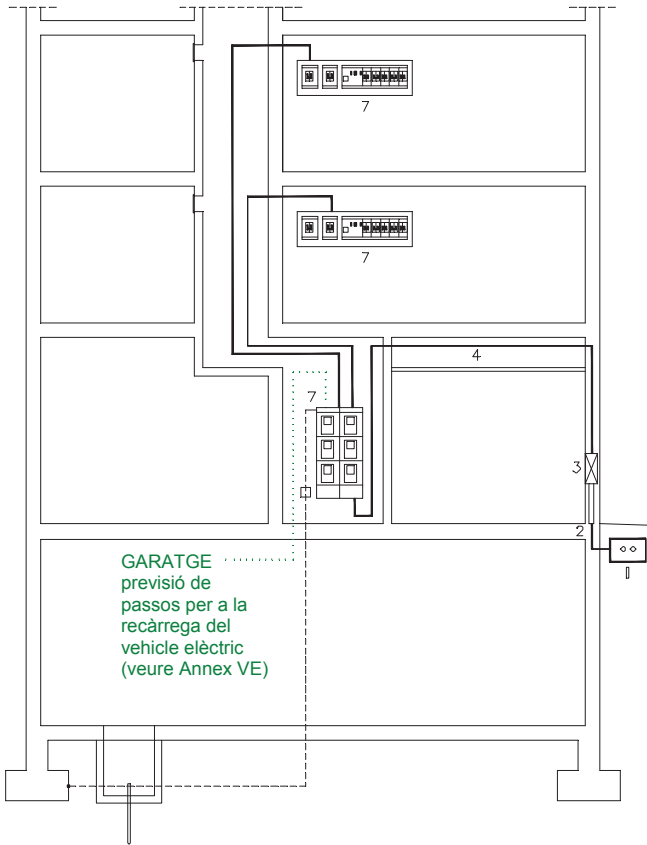 7
7
4
7
3
2
1
GARATGE
previsió de
passos per a la
recàrrega del
vehicle elèctric
(veure Annex VE)